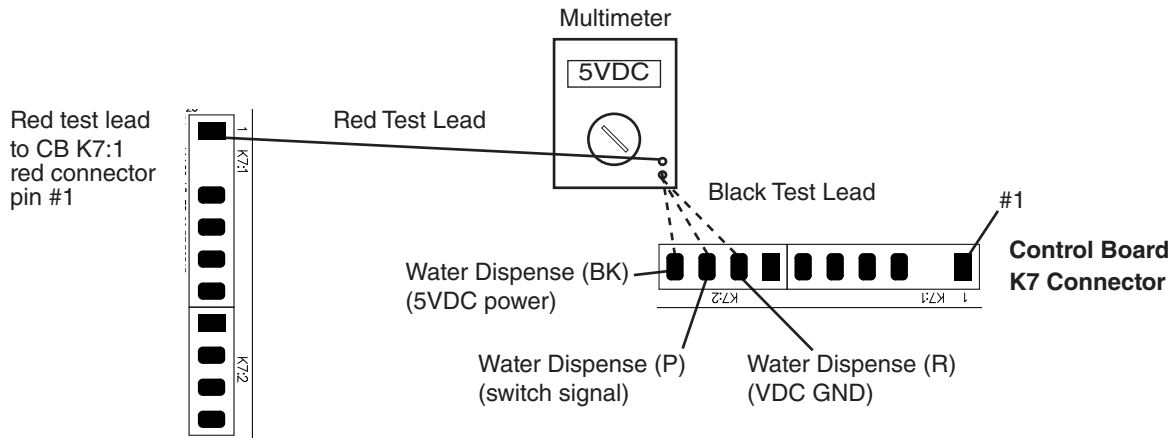 Multimeter
5VDC
Red test lead
to CB K7:1
red connector
pin #1
Red Test Lead
1
K7:1
K7:2
Black Test Lead
#1
Control Board
K7 Connector
Water Dispense (BK)
(5VDC power)
K7:2
K7:1
1
Water Dispense (P)
(switch signal)
Water Dispense (R)
(VDC GND)